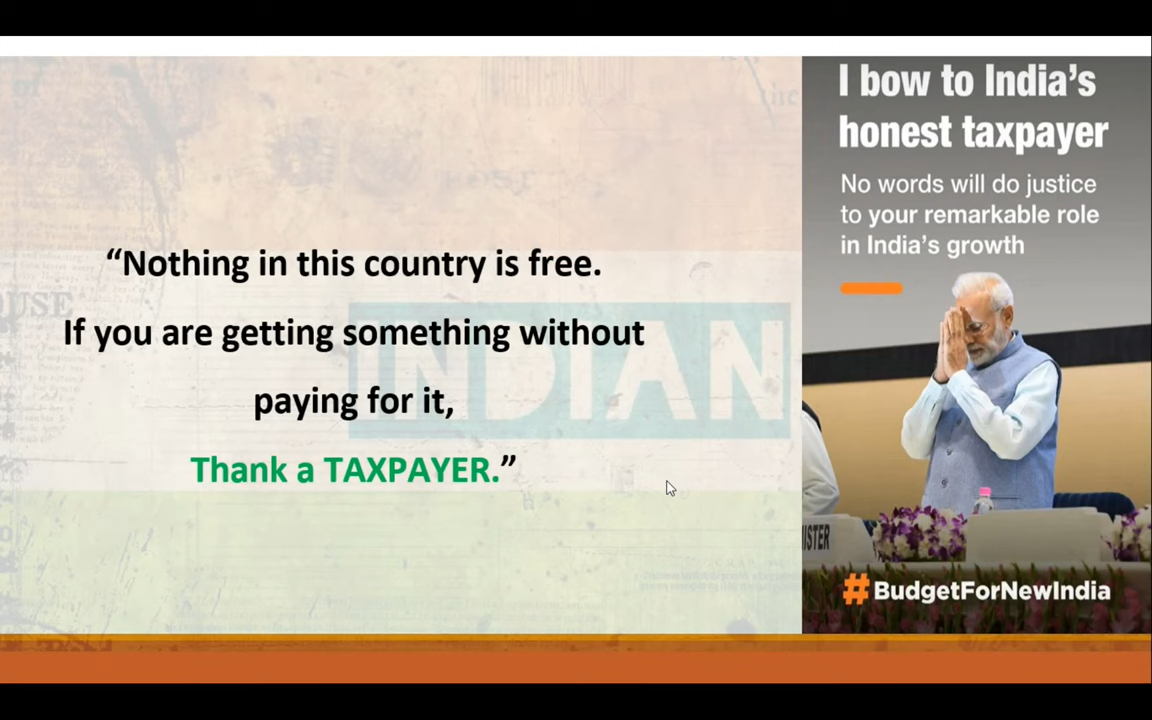 “Nothing in this country is free.
If you are getting something without
paying for it,
Thank a TAXPAYER.”
INDIAN
I bow to India’s
honest taxpayer
No words will do justice
to your remarkable role
in India’s growth
#BudgetForNewIndia